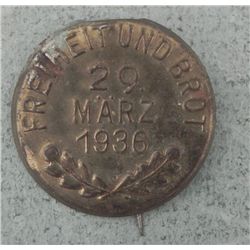 FREIHEIT UND BROT
29.
MÄRZ
1936